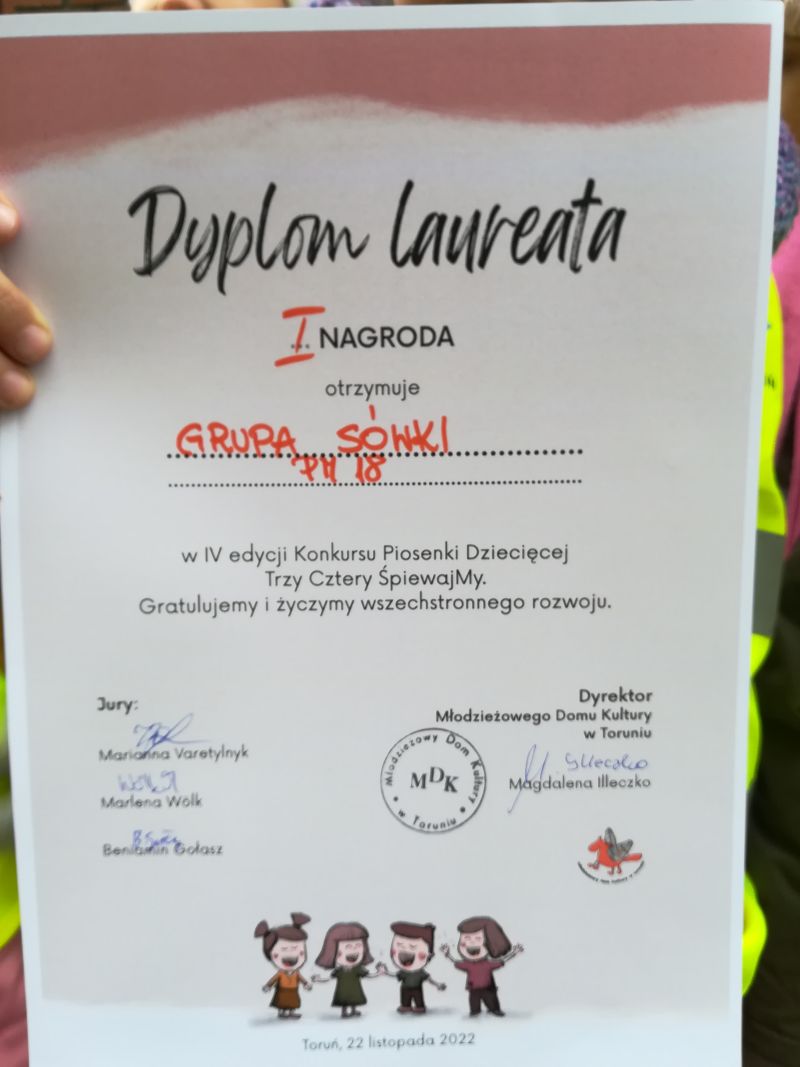 Dyplom laureata
I NAGRODA
otrzymuje
GRUPA SÓWKI
PM 18
w IV edycji Konkursu Piosenki Dziecięcej
Trzy Cztery ŚpiewajMy.
Gratulujemy i życzymy wszechstronnego rozwoju.
Jury:
Marianna Varetylnyk
Marlena Wolk
Beniamin Gołasz
Dyrektor
Młodzieżowego Domu Kultury
w Toruniu
Magdalena Illeczko
Młodzieżowy Dom Kultury
MDK
w Toruniu
Toruń, 22 listopada 2022